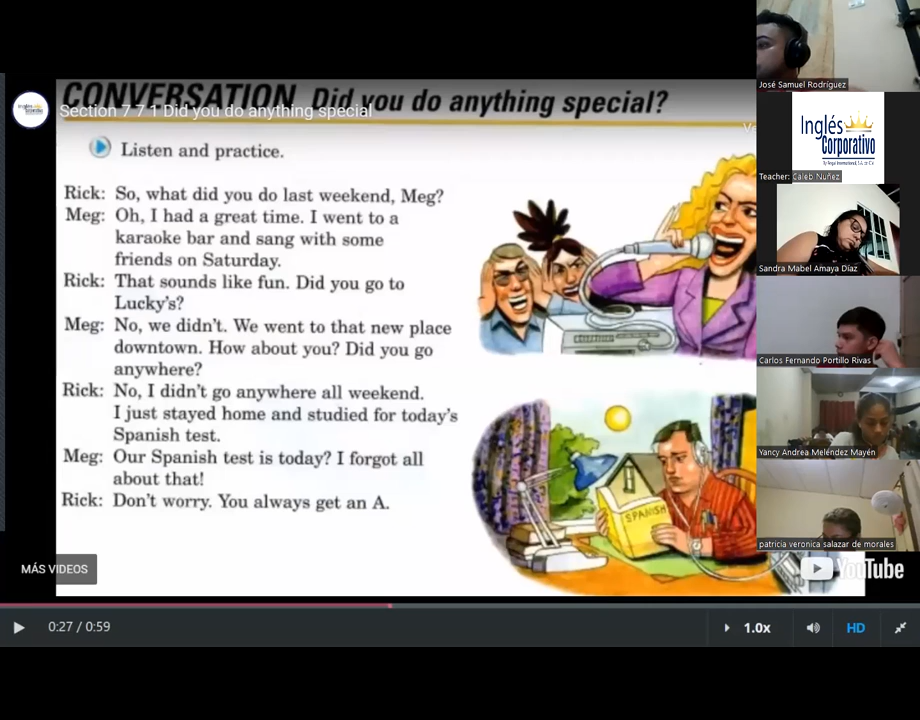 CONVERSATION Did you do anything special?
Section 7 7 1 Did you do anything special
Listen and practice.
Rick: So, what did you do last weekend, Meg?
Meg: Oh, I had a great time. I went to a
karaoke bar and sang with some
friends on Saturday.
Rick: That sounds like fun. Did you go to
Lucky's?
Meg: No, we didn't. We went to that new place
downtown. How about you? Did you go
anywhere?
Rick: No, I didn't go anywhere all weekend.
I just stayed home and studied for today's
Spanish test.
Meg: Our Spanish test is today? I forgot all
about that!
Rick: Don't worry. You always get an A.
SPANISH
MÁS VIDEOS
YouTube
0:27 / 0:59
1.0x
HD
José Samuel Rodríguez
Inglés
Corporativo
Teacher: Caleb Nuñez
Sandra Mabel Amaya Díaz
Carlos Fernando Portillo Rivas
Yancy Andrea Meléndez Mayén
patricia veronica salazar de morales